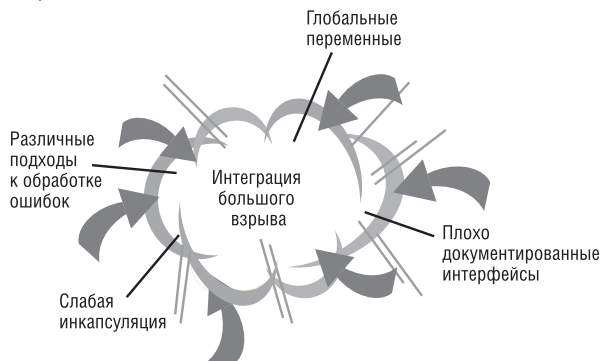 Глобальные
переменные
Различные
подходы
к обработке
ошибок
Интеграция
большого
взрыва
Плохо
документированные
интерфейсы
Слабая
инкапсуляция